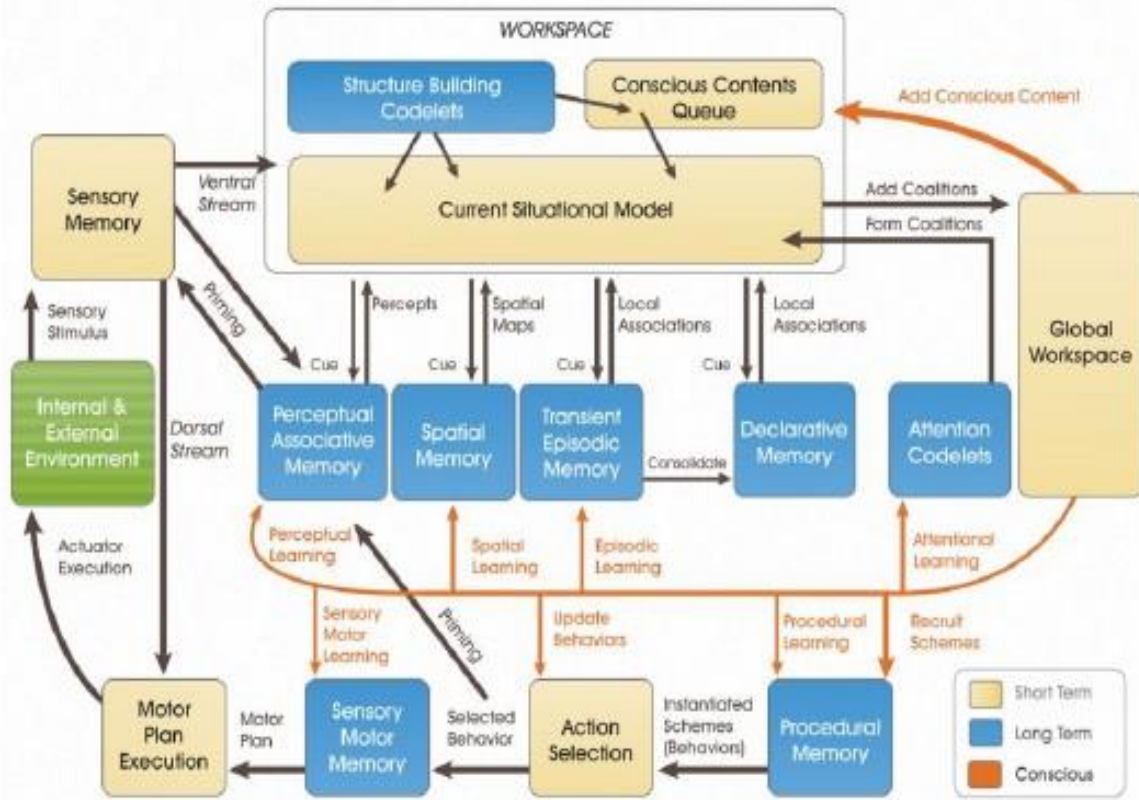 WORKSPACE
Structure Building
Codelets
Conscious Contents
Queue
Add Conscious Content
Sensory
Memory
Ventral
Stream
Current Situational Model
Add Coalitions
Form Coalitions
Global
Workspace
Sensory
Stimulus
Priming
Percepts
Spatial
Maps
Local
Associations
Local
Associations
Cue
Cue
Cue
Cue
Internal &
External
Environment
Dorsal
Stream
Perceptual
Associative
Memory
Spatial
Memory
Transient
Episodic
Memory
Consolidate
Declarative
Memory
Attention
Codelets
Actuator
Execution
Perceptual
Learning
Spatial
Learning
Episodic
Learning
Attentional
Learning
Priming
Sensory
Motor
Learning
Update
Behaviors
Procedural
Learning
Recruit
Schemes
Motor
Plan
Execution
Motor
Plan
Sensory
Motor
Memory
Selected
Behavior
Action
Selection
Instantiated
Schemes
(Behaviors)
Procedural
Memory
Short Term
Long Term
Conscious